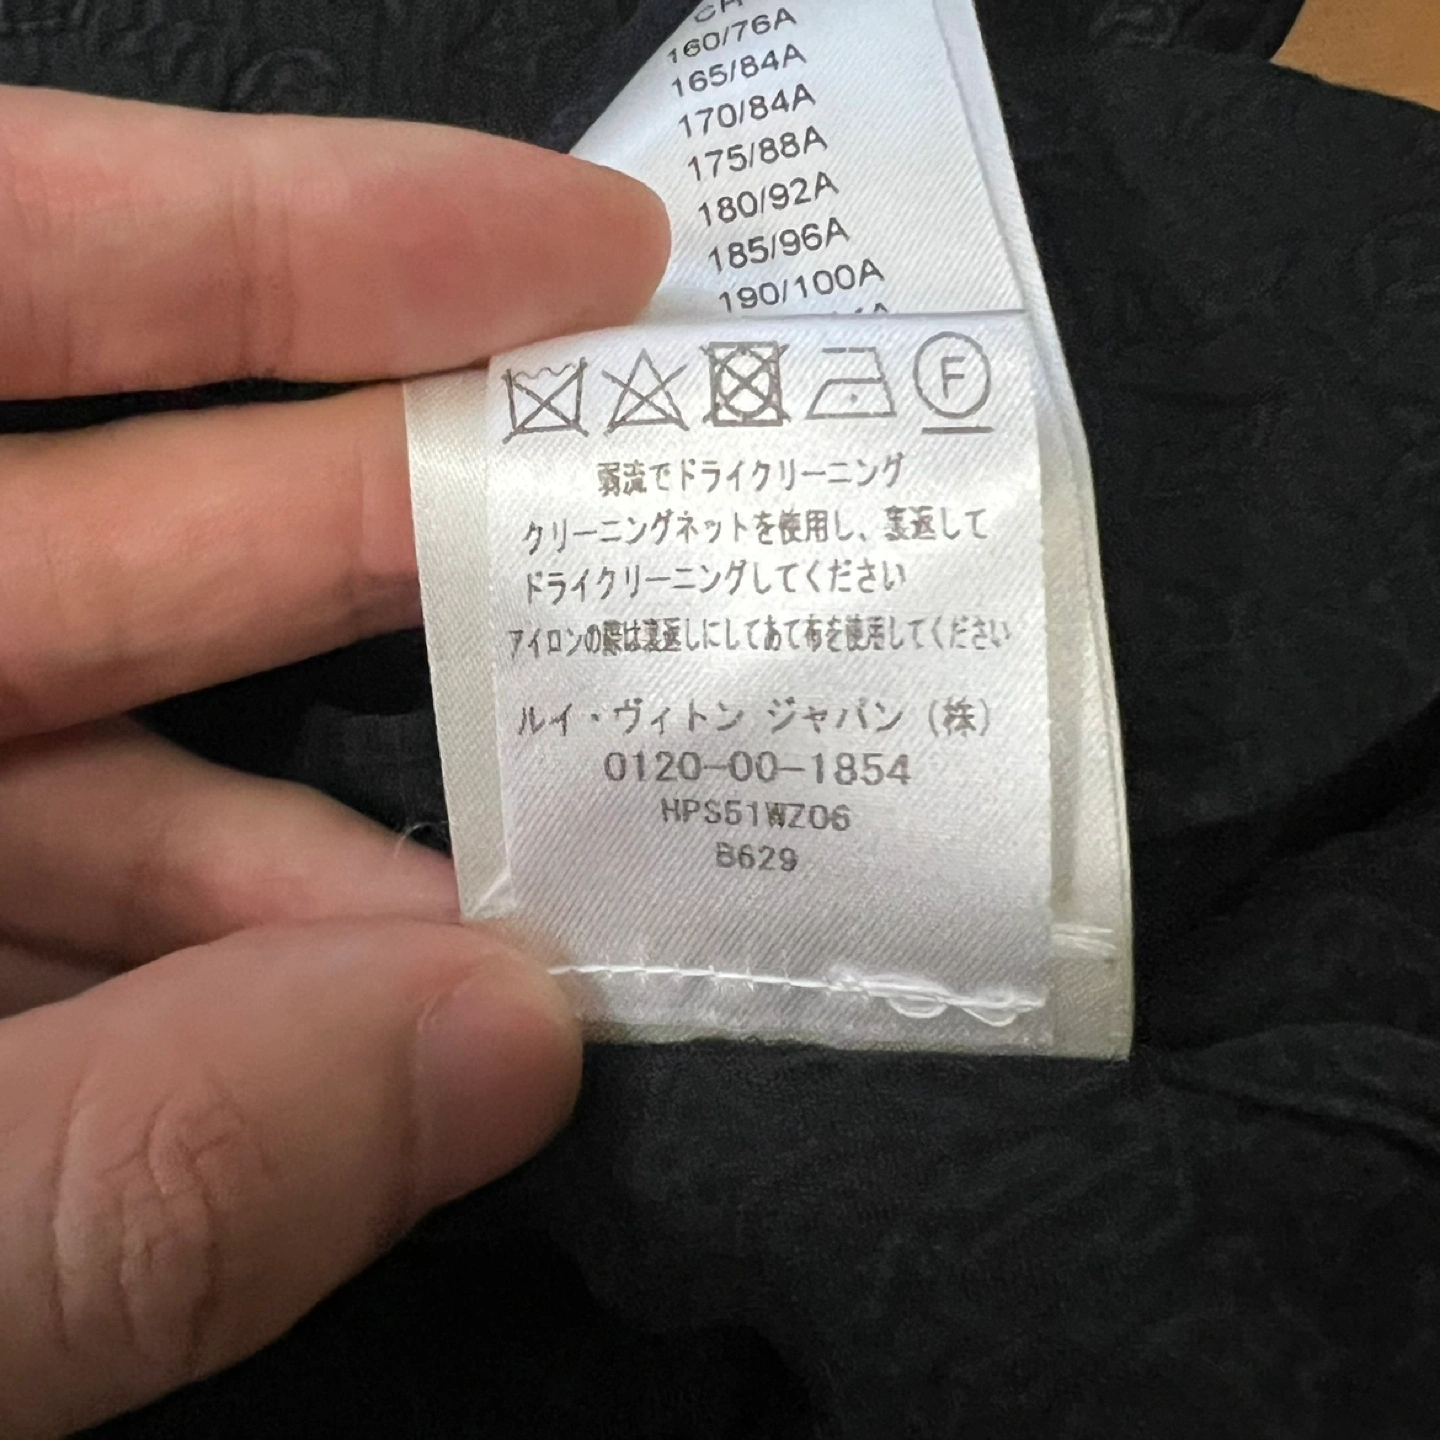 160/76A
165/84A
170/84A
175/88A
180/92A
185/96A
190/100A
F
弱流でドライクリーニング
クリーニングネットを使用し、裏返して
ドライクリーニングしてください
アイロンの際は裏返しにしてあて布を使用してください
ルイ・ヴィトン ジャパン (株)
0120-00-1854
HPS51WZ06
B629